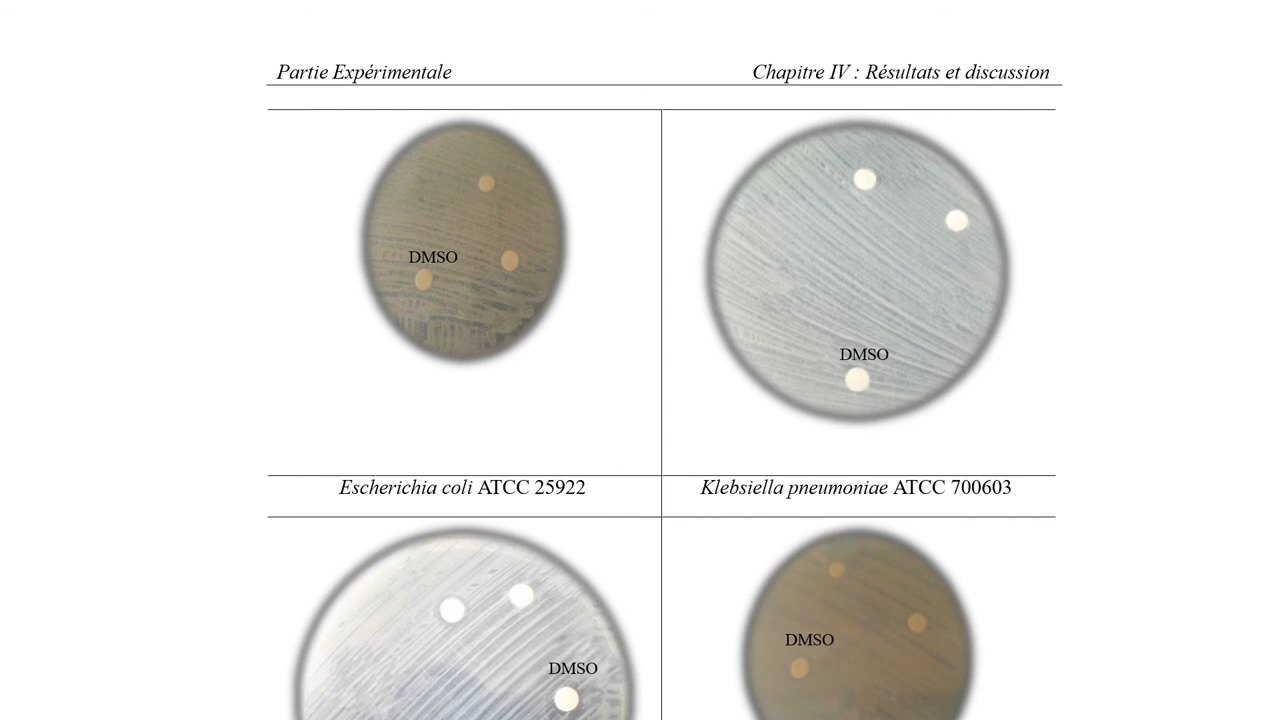 Partie Expérimentale
Chapitre IV : Résultats et discussion
DMSO
DMSO
Escherichia coli ATCC 25922
Klebsiella pneumoniae ATCC 700603
DMSO
DMSO